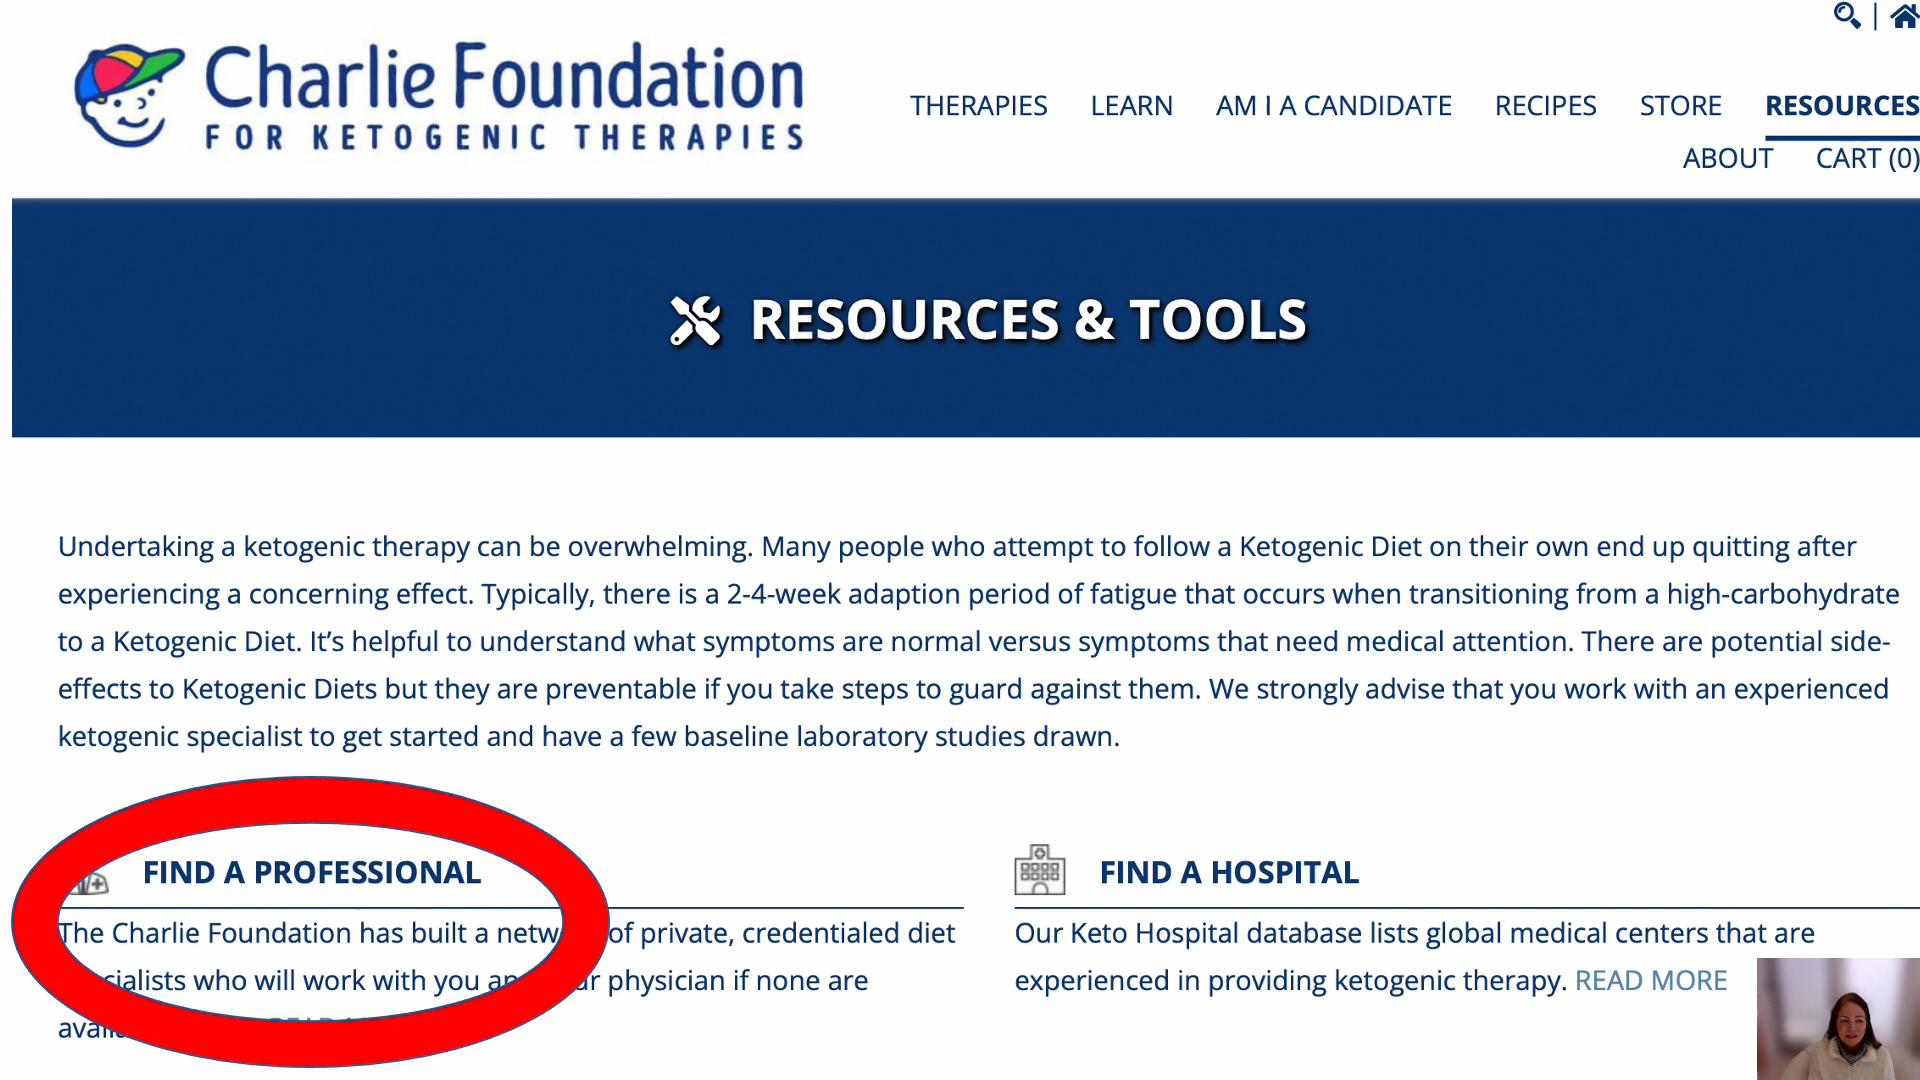 Charlie Foundation
FOR KETOGENIC THERAPIES
THERAPIES LEARN AM I A CANDIDATE RECIPES STORE RESOURCES
ABOUT CART (0)
RESOURCES & TOOLS
Undertaking a ketogenic therapy can be overwhelming. Many people who attempt to follow a Ketogenic Diet on their own end up quitting after
experiencing a concerning effect. Typically, there is a 2-4-week adaption period of fatigue that occurs when transitioning from a high-carbohydrate
to a Ketogenic Diet. It’s helpful to understand what symptoms are normal versus symptoms that need medical attention. There are potential side-
effects to Ketogenic Diets but they are preventable if you take steps to guard against them. We strongly advise that you work with an experienced
ketogenic specialist to get started and have a few baseline laboratory studies drawn.
FIND A PROFESSIONAL
The Charlie Foundation has built a of private, credentialed diet
who will work with you physician if none are
FIND A HOSPITAL
Our Keto Hospital database lists global medical centers that are
experienced in providing ketogenic therapy. READ MORE